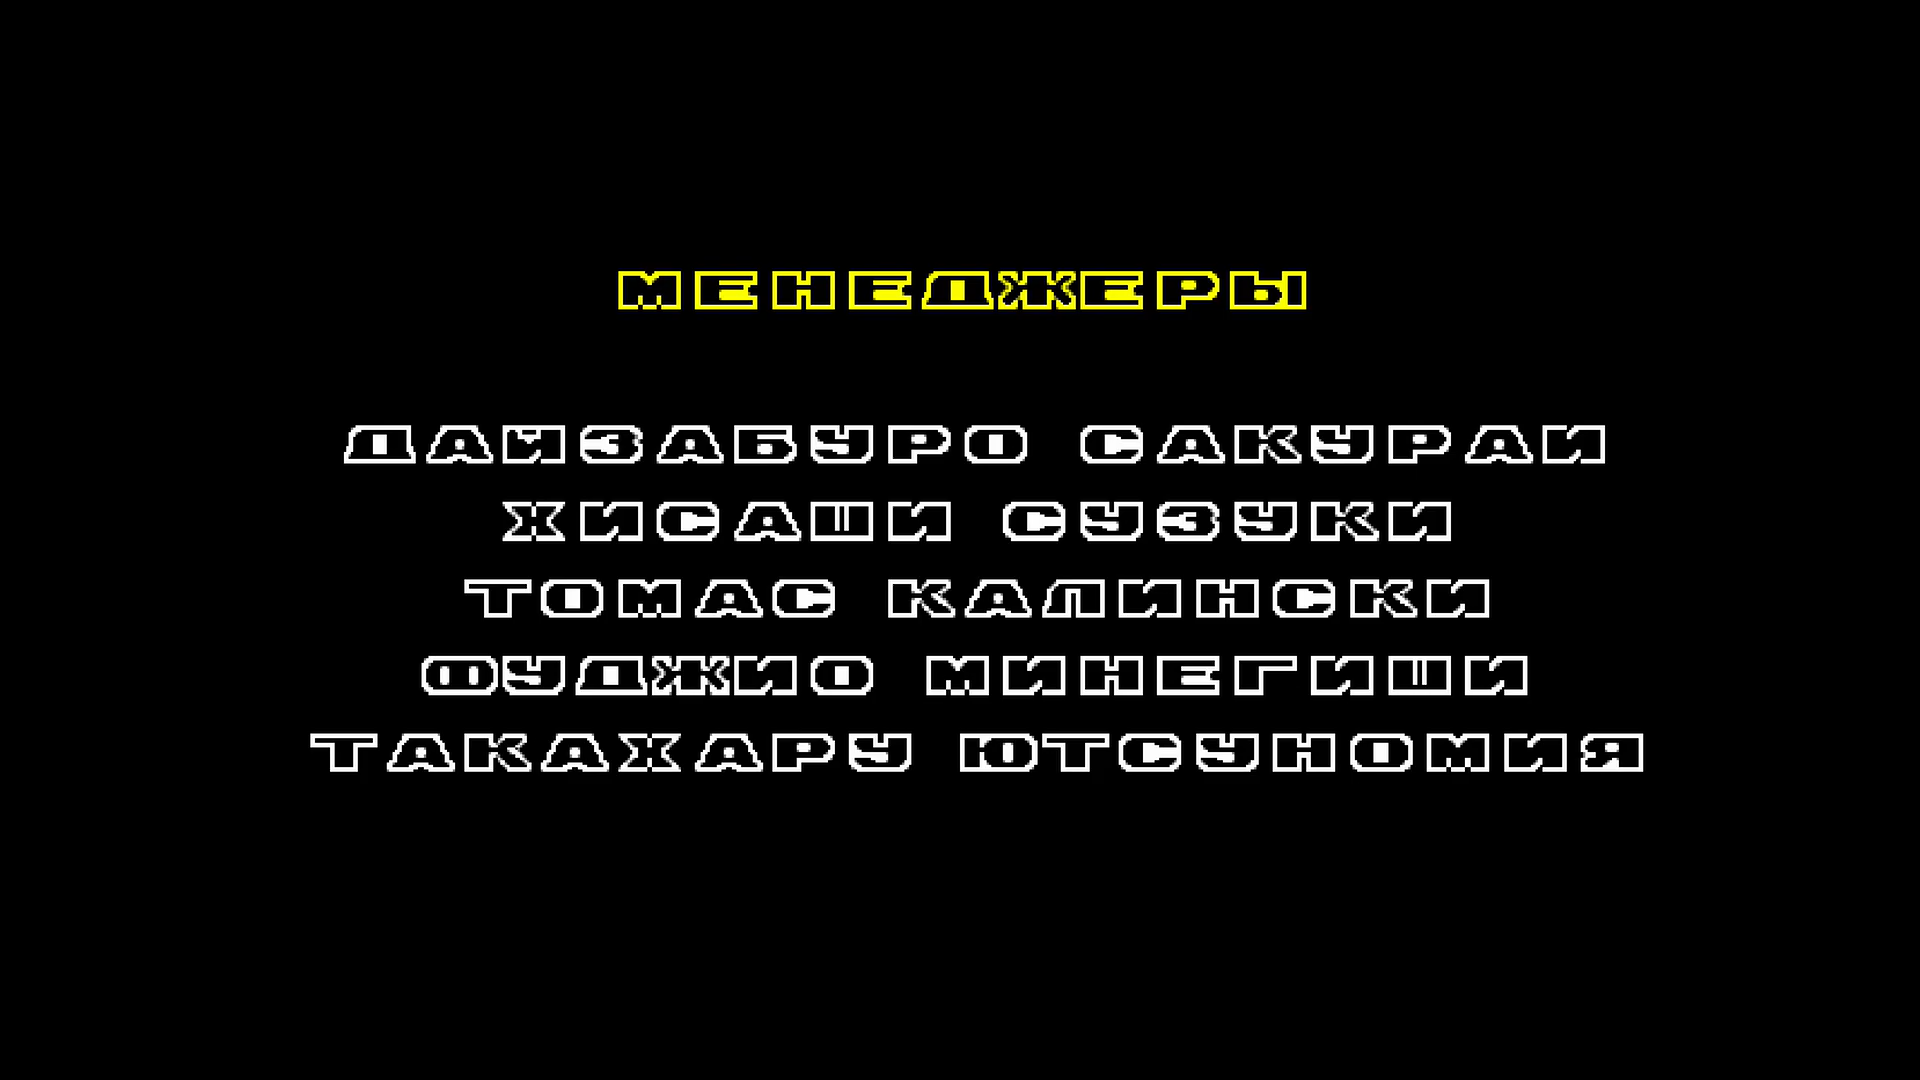 МЕНЕДЖЕРЫ
ДАЙЗАБУРО САКУРАИ
ХИСАШИ СУЗУКИ
ТОМАС КАЛИНСКИ
ФУДЖИО МИНЕГИШИ
ТАКАХАРУ ЮТСУНОМИЯ